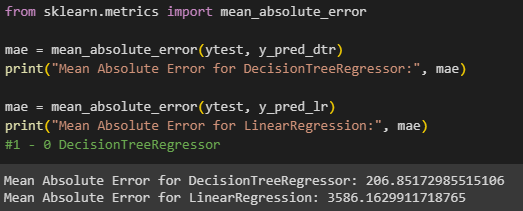 from sklearn.metrics import mean_absolute_error
mae = mean_absolute_error(ytest, y_pred_dtr)
print("Mean Absolute Error for DecisionTreeRegressor:", mae)
mae = mean_absolute_error(ytest, y_pred_lr)
print("Mean Absolute Error for LinearRegression:", mae)
#1 - 0 DecisionTreeRegressor
Mean Absolute Error for DecisionTreeRegressor: 206.85172985515106
Mean Absolute Error for LinearRegression: 3586.1629911718765